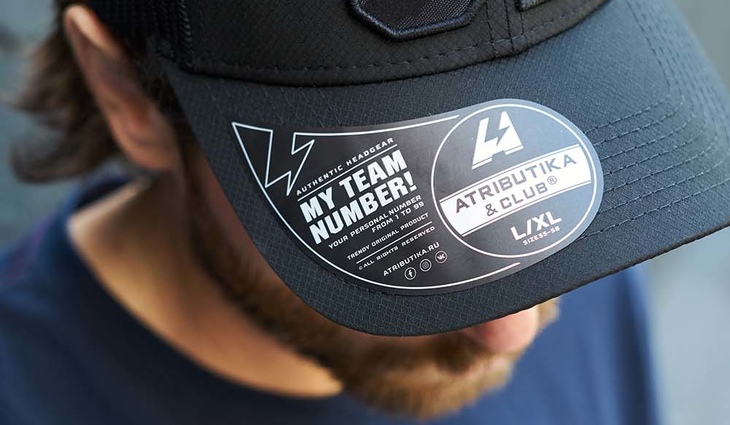 AUTHENTIC HEADGEAR
MY TEAM
NUMBER!
YOUR PERSONAL NUMBER
FROM 1 TO 99
TRENDY ORIGINAL PRODUCT
©ALL RIGHTS RESERVED
ATRIBUTIKA.RU
ATRIBUTIKA
& CLUB®
L/XL
SIZE 55-58